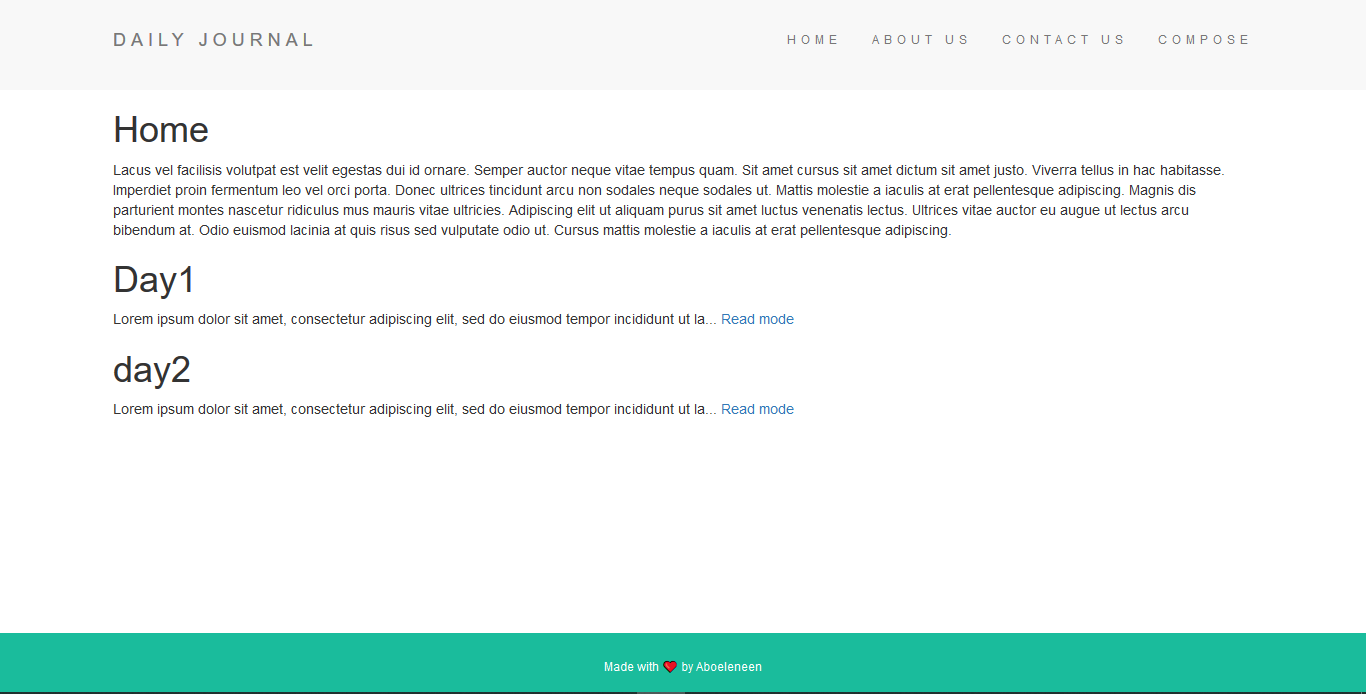 DAILY JOURNAL
HOME ABOUT US CONTACT US COMPOSE
Home
Lacus vel facilisis volutpat est velit egestas dui id ornare. Semper auctor neque vitae tempus quam. Sit amet cursus sit amet dictum sit amet justo. Viverra tellus in hac habitasse.
Imperdiet proin fermentum leo vel orci porta. Donec ultrices tincidunt arcu non sodales neque sodales ut. Mattis molestie a iaculis at erat pellentesque adipiscing. Magnis dis
parturient montes nascetur ridiculus mus mauris vitae ultricies. Adipiscing elit ut aliquam purus sit amet luctus venenatis lectus. Ultrices vitae auctor eu augue ut lectus arcu
bibendum at. Odio euismod lacinia at quis risus sed vulputate odio ut. Cursus mattis molestie a iaculis at erat pellentesque adipiscing.
Day1
Lorem ipsum dolor sit amet, consectetur adipiscing elit, sed do eiusmod tempor incididunt ut la... Read mode
day2
Lorem ipsum dolor sit amet, consectetur adipiscing elit, sed do eiusmod tempor incididunt ut la... Read mode
Made with ❤ by Aboeleneen